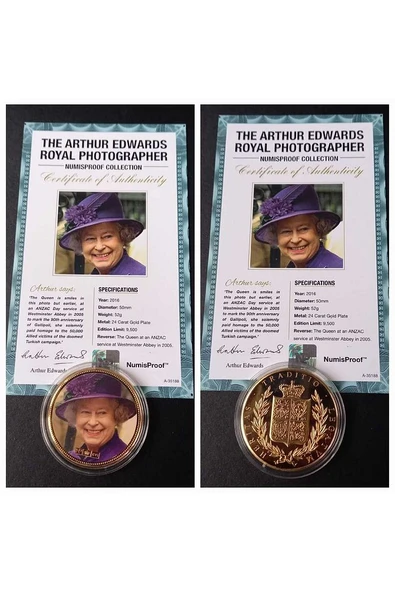 THE ARTHUR EDWARDS
ROYAL PHOTOGRAPHER
NUMISPROOF COLLECTION
Certificate of Authenticity
Arthur says:
"The Queen is smiles in
this photo but earlier, at
an ANZAC Day service at
Westminster Abbey in 2005
to mark the 90th anniversary
of Gallipoli, she solemnly
paid homage to the 50,000
Allied victims of the doomed
Turkish campaign."
Arthur Edwards
SPECIFICATIONS
Year: 2016
Diameter: 50mm
Weight: 52g
Metal: 24 Carat Gold Plate
Edition Limit: 9,500
Reverse: The Queen at an ANZAC
service at Westminster Abbey in 2005.
NumisProof™
A-35188
THE ARTHUR EDWARDS
ROYAL PHOTOGRAPHER
NUMISPROOF COLLECTION
Certificate of Authenticity
Arthur says:
"The Queen is smiles in
this photo but earlier, at
an ANZAC Day service at
Westminster Abbey in 2005
to mark the 90th anniversary
of Gallipoli, she solemnly
paid homage to the 50,000
Allied victims of the doomed
Turkish campaign."
Arthur Edwards
SPECIFICATIONS
Year: 2016
Diameter: 50mm
Weight: 52g
Metal: 24 Carat Gold Plate
Edition Limit: 9,500
Reverse: The Queen at an ANZAC
service at Westminster Abbey in 2005.
NumisProof™
A-35188
TRADITIO